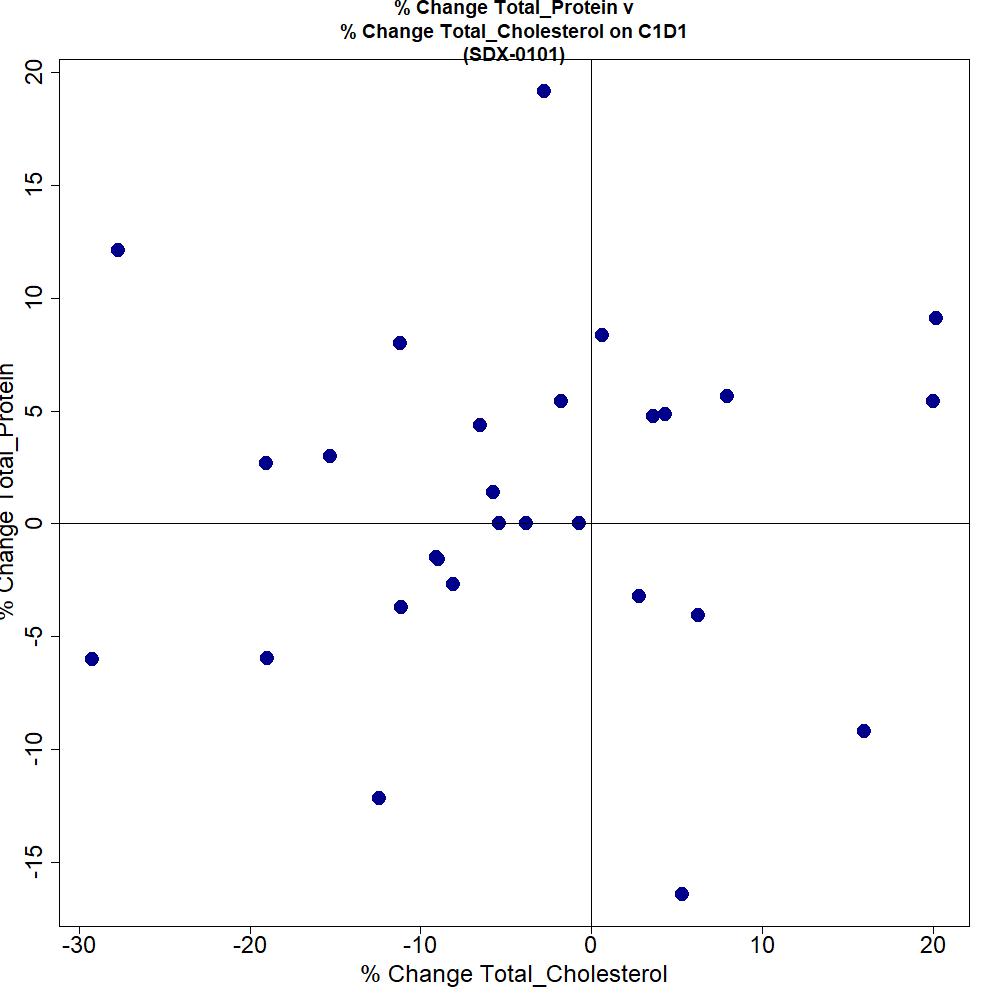 % Change Total_Protein v
% Change Total_Cholesterol on C1D1
(SDX-0101)
20
15
10
5
0
-5
-10
-15
% Change Total_Protein
-30
-20
-10
0
10
20
% Change Total_Cholesterol